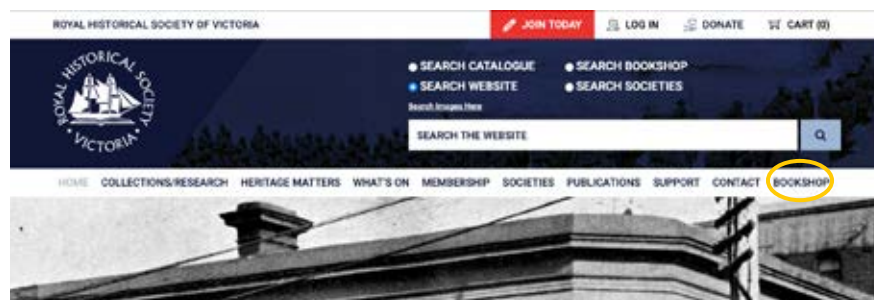 ROYAL HISTORICAL SOCIETY OF VICTORIA JOIN TODAY LOG IN DONATE CART (0)
ROYAL HISTORICAL SOCIETY
VICTORIA
SEARCH CATALOGUE SEARCH BOOKSHOP
SEARCH WEBSITE SEARCH SOCIETIES
Search Images Here
SEARCH THE WEBSITE
HOME COLLECTIONS/RESEARCH HERITAGE MATTERS WHAT'S ON MEMBERSHIP SOCIETIES PUBLICATIONS SUPPORT CONTACT BOOKSHOP